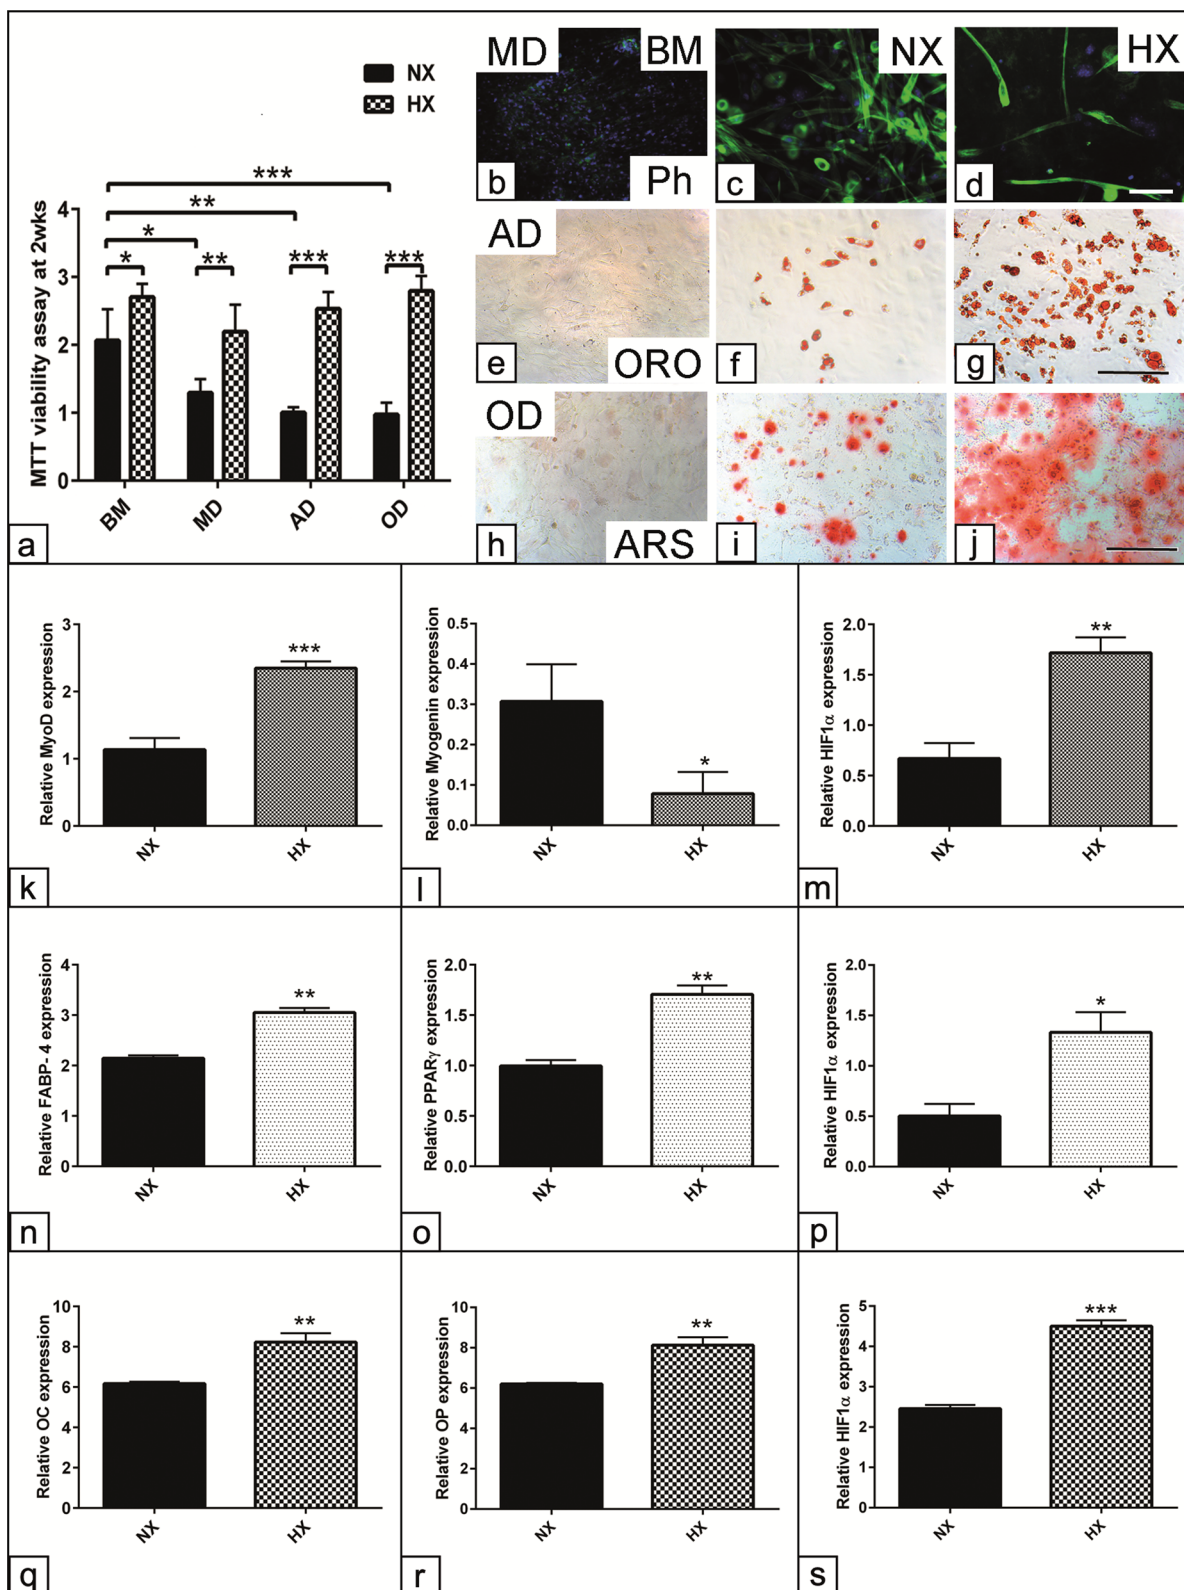 NX
HX
***
**
*
*
**
***
***
MTT viability assay at 2wks
4
3
2
1
0
BM
MD
AD
OD
a
MD
BM
NX
HX
b
Ph
c
d
AD
e
ORO
f
g
OD
h
ARS
i
j
Relative MyoD expression
3
2
1
0
***
NX
HX
k
Relative Myogenin expression
0.5
0.4
0.3
0.2
0.1
0.0
*
NX
HX
l
Relative HIF1α expression
2.0
1.5
1.0
0.5
0.0
**
NX
HX
m
Relative FABP- 4 expression
4
3
2
1
0
**
NX
HX
n
Relative PPARγ expression
2.0
1.5
1.0
0.5
0.0
**
NX
HX
o
Relative HIF1α expression
2.0
1.5
1.0
0.5
0.0
*
NX
HX
p
Relative OC expression
10
8
6
4
2
0
**
NX
HX
q
Relative OP expression
10
8
6
4
2
0
**
NX
HX
r
Relative HIF1α expression
5
4
3
2
1
0
***
NX
HX
s